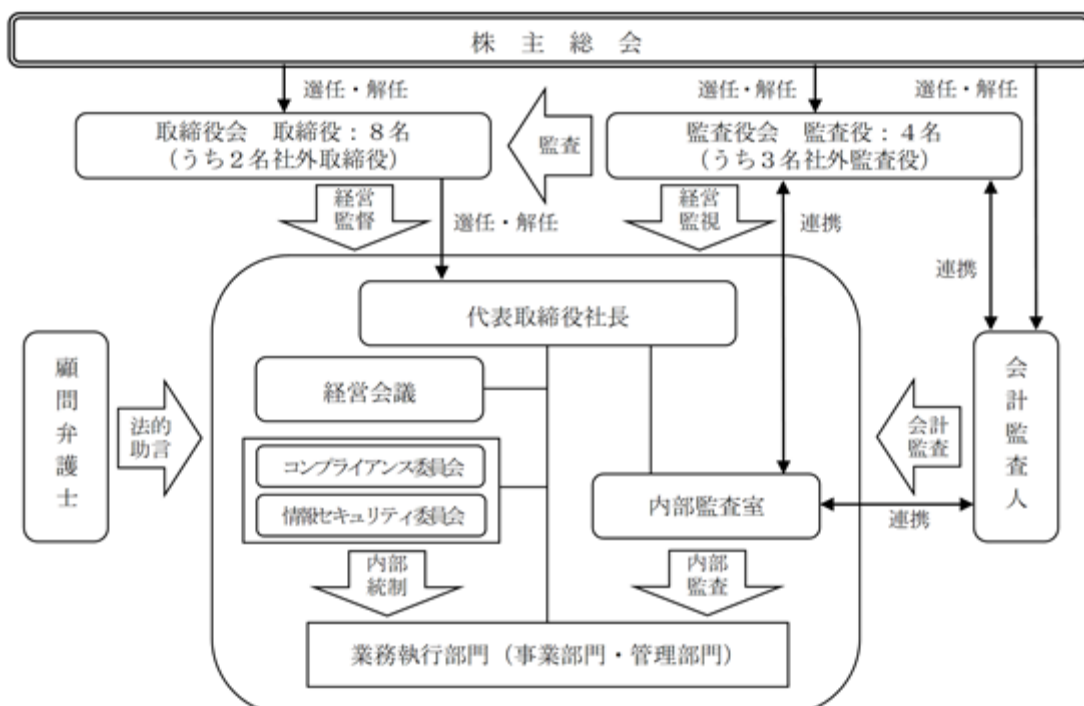 株主総会
選任・解任
選任・解任
選任・解任
取締役会 取締役：8名
（うち2名社外取締役）
監査
監査役会 監査役：4名
（うち3名社外監査役）
経営
監督
選任・解任
経営
監視
連携
連携
代表取締役社長
顧問弁護士
法的
助言
経営会議
コンプライアンス委員会
情報セキュリティ委員会
内部監査室
会計
監査
会計監査人
連携
内部
統制
内部
監査
業務執行部門（事業部門・管理部門）